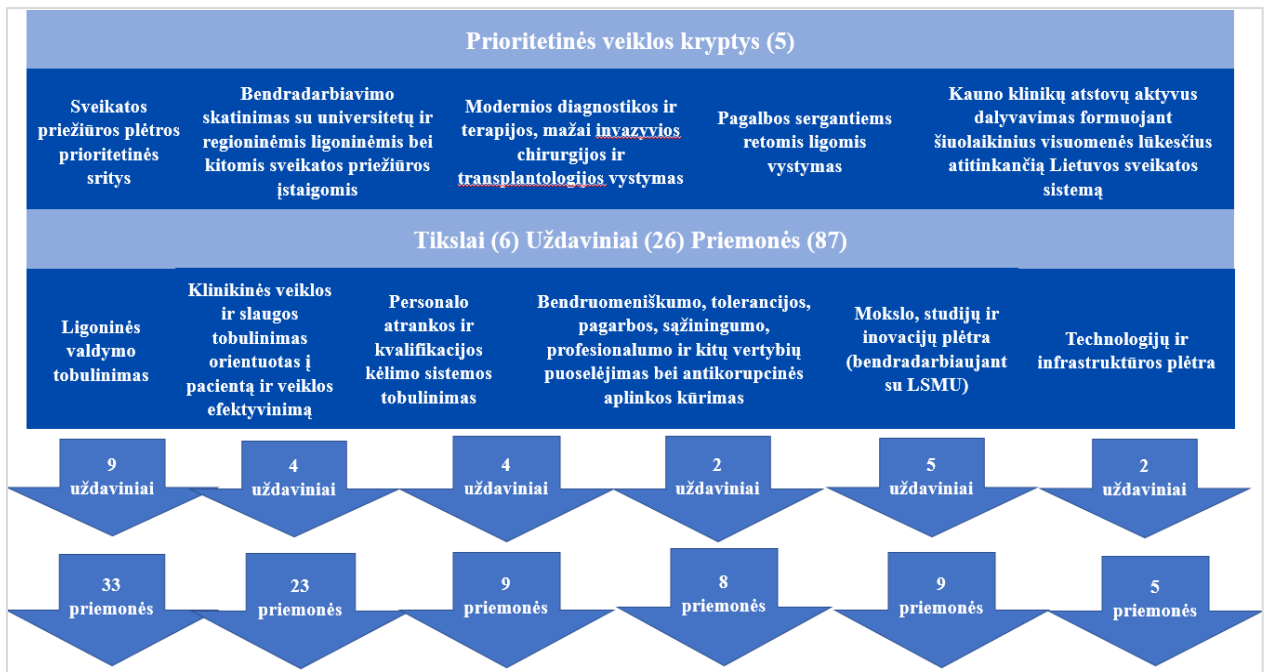 Prioritetinės veiklos kryptys (5)
Sveikatos
priežiūros plėtros
prioritetinės
sritys
Bendradarbiavimo
skatinimas su universitetų ir
regioninėmis ligoninėmis bei
kitomis sveikatos priežiūros
įstaigomis
Modernios diagnostikos ir
terapijos, mažai invazyvios
chirurgijos ir
transplantologijos vystymas
Pagalbos sergantiems
retomis ligomis
vystymas
Kauno klinikų atstovų aktyvus
dalyvavimas formuojant
šiuolaikinius visuomenės lūkesčius
atitinkančią Lietuvos sveikatos
sistemą
Tikslai (6) Uždaviniai (26) Priemonės (87)
Ligoninės
valdymo
tobulinimas
Klinikinės veiklos
ir slaugos
tobulinimas
orientuotas į
pacientą ir veiklos
efektyvinimą
Personalo
atrankos ir
kvalifikacijos
kėlimo sistemos
tobulinimas
Bendruomeniškumo, tolerancijos,
pagarbos, sąžiningumo,
profesionalumo ir kitų vertybių
puoselėjimas bei antikorupcinės
aplinkos kūrimas
Mokslo, studijų ir
inovacijų plėtra
(bendradarbiaujant
su LSMU)
Technologijų ir
infrastruktūros plėtra
9
uždaviniai
4
uždaviniai
4
uždaviniai
2
uždaviniai
5
uždaviniai
2
uždaviniai
33
priemonės
23
priemonės
9
priemonės
8
priemonės
9
priemonės
5
priemonės